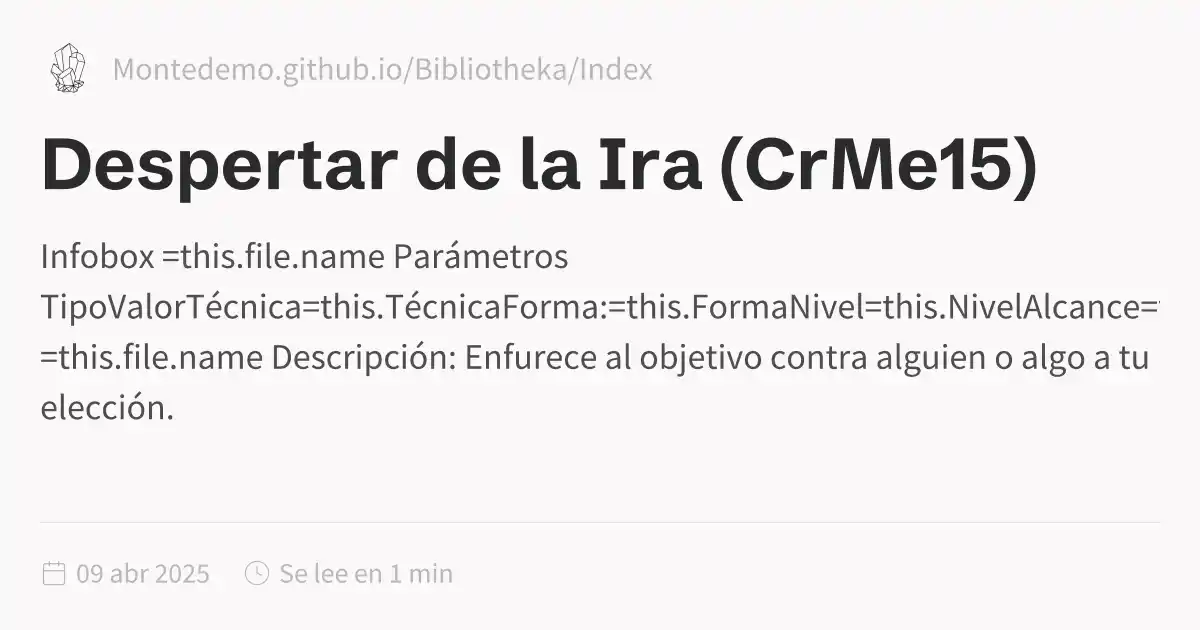 Montedemo.github.io/Bibliotheka/Index
Despertar de la Ira (CrMe15)
Infobox =this.file.name Parámetros
TipoValorTécnica=this.TécnicaForma:=this.FormaNivel=this.NivelAlcance=
=this.file.name Descripción: Enfurece al objetivo contra alguien o algo a tu
elección.
09 abr 2025 Se lee en 1 min